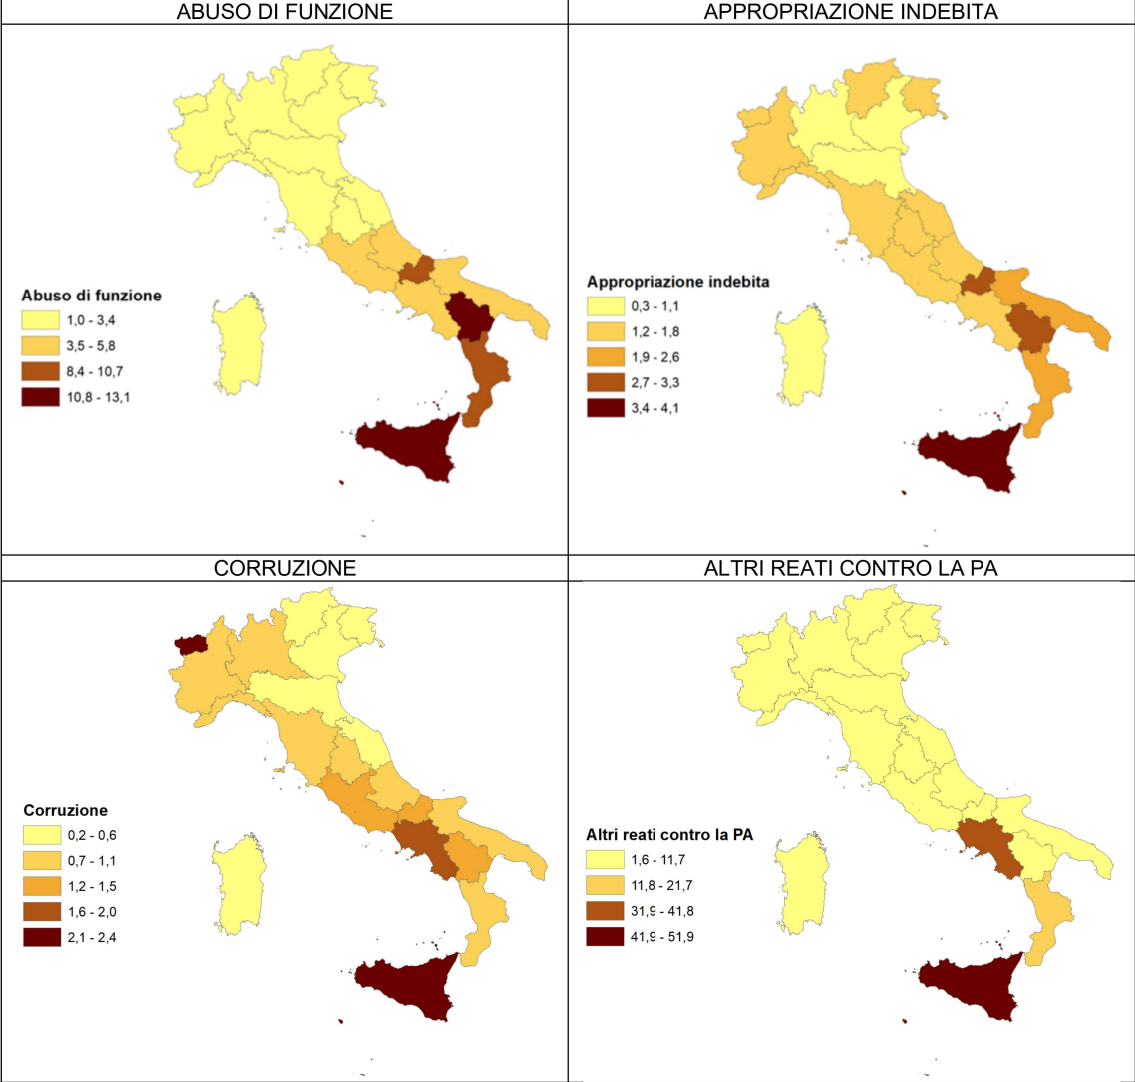 ABUSO DI FUNZIONE
APPROPRIAZIONE INDEBITA
Abuso di funzione
1,0 - 3,4
3,5 - 5,8
8,4 - 10,7
10,8 - 13,1
Appropriazione indebita
0,3 - 1,1
1,2 - 1,8
1,9 - 2,6
2,7 - 3,3
3,4 - 4,1
CORRUZIONE
ALTRI REATI CONTRO LA PA
Corruzione
0,2 - 0,6
0,7 - 1,1
1,2 - 1,5
1,6 - 2,0
2,1 - 2,4
Altri reati contro la PA
1,6 - 11,7
11,8 - 21,7
31,9 - 41,8
41,9 - 51,9